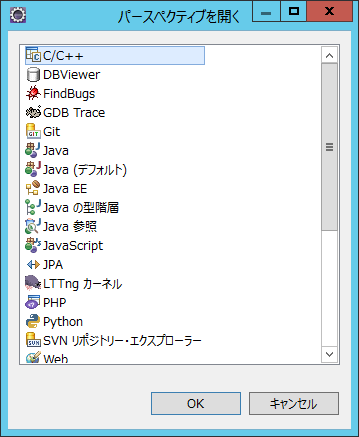 パースペクティブを開く
C/C++
DBViewer
FindBugs
GDB Trace
Git
Java
Java (デフォルト)
Java EE
Java の型階層
Java 参照
JavaScript
JPA
LTTng カーネル
PHP
Python
SVN リポジトリー・エクスプローラー
Web
OK
キャンセル